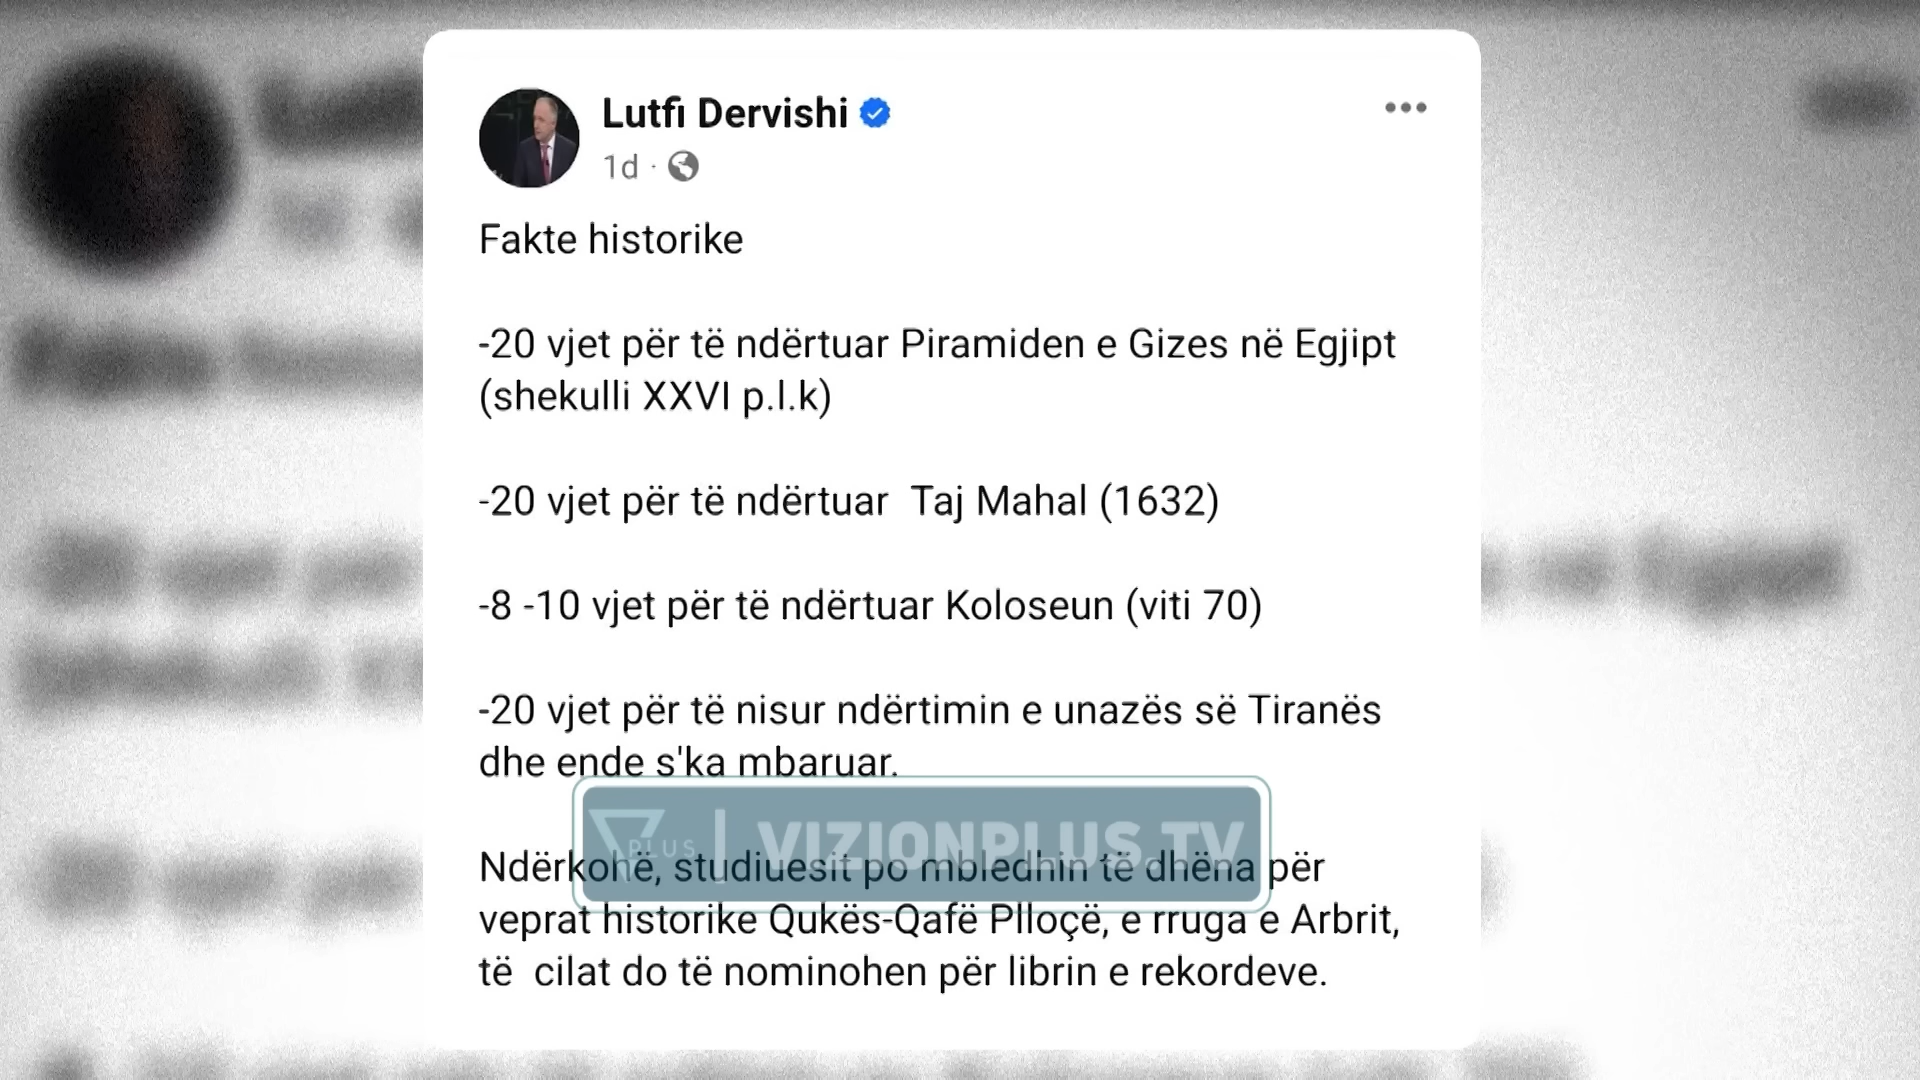 Lutfi Dervishi
1d ·
Fakte historike
-20 vjet për të ndërtuar Piramiden e Gizes në Egjipt
(shekulli XXVI p.l.k)
-20 vjet për të ndërtuar  Taj Mahal (1632)
-8 -10 vjet për të ndërtuar Koloseun (viti 70)
-20 vjet për të nisur ndërtimin e unazës së Tiranës
dhe ende s'ka mbaruar.
PLUS | VIZIONPLUS.TV
Ndërkohë, studiuesit po mbledhin të dhëna për
veprat historike Qukës-Qafë Plloçë, e rruga e Arbrit,
të  cilat do të nominohen për librin e rekordeve.